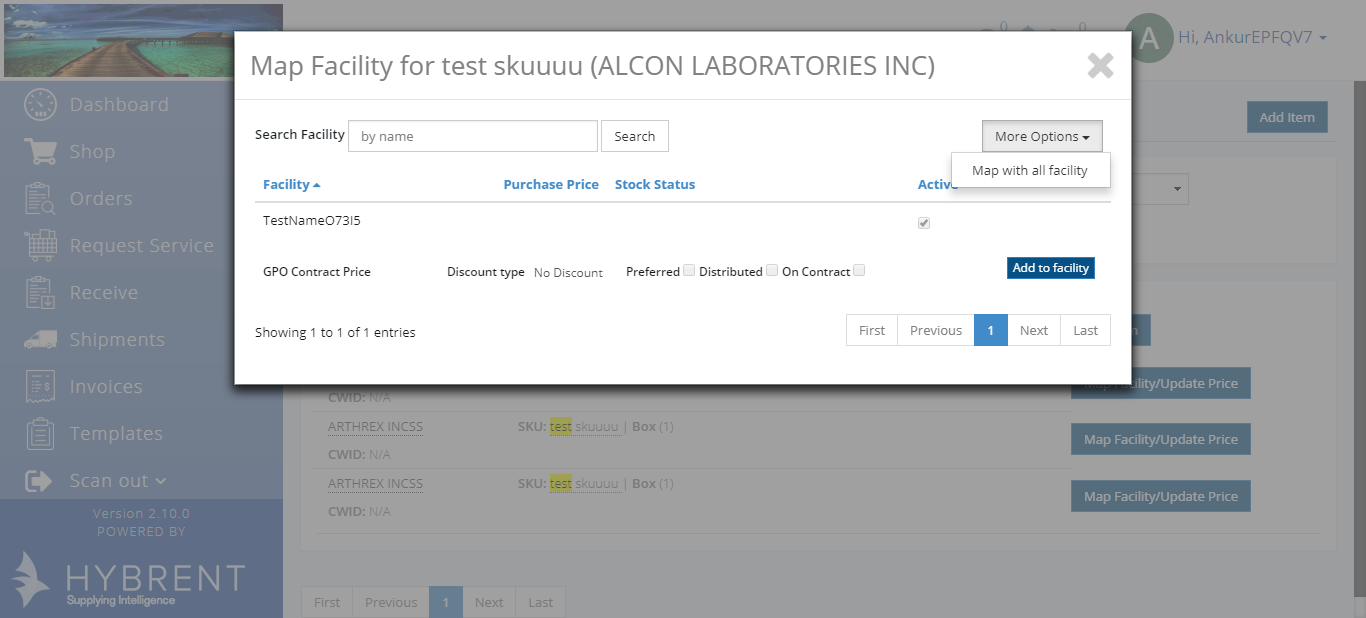 Map Facility for test skuuuu (ALCON LABORATORIES INC)
A
Hi, AnkurEPFQV7
Dashboard
Shop
Orders
Request Service
Receive
Shipments
Invoices
Templates
Scan out
Version 2.10.0
POWERED BY
HYBRENT
Supplying Intelligence
Add Item
Search Facility by name Search More Options
Map with all facility
Facility Purchase Price Stock Status Active
TestNameO73I5
GPO Contract Price Discount type No Discount Preferred Distributed On Contract Add to facility
Showing 1 to 1 of 1 entries First Previous 1 Next Last
Map Facility/Update Price
CWID: N/A
ARTHREX INCSS SKU: test skuuuu | Box (1) Map Facility/Update Price
CWID: N/A
ARTHREX INCSS SKU: test skuuuu | Box (1) Map Facility/Update Price
CWID: N/A
First Previous 1 Next Last